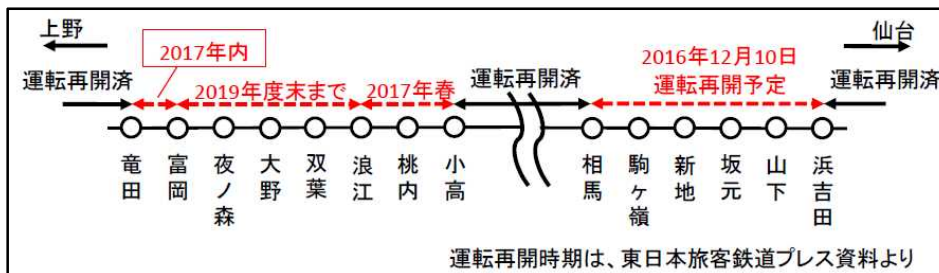 上野
仙台
2017年内
2016年12月10日
運転再開予定
運転再開済
2019年度末まで
2017年春
運転再開済
運転再開済
竜田
富岡
夜ノ森
大野
双葉
浪江
桃内
小高
相馬
駒ヶ嶺
新地
坂元
山下
浜吉田
運転再開時期は、東日本旅客鉄道プレス資料より